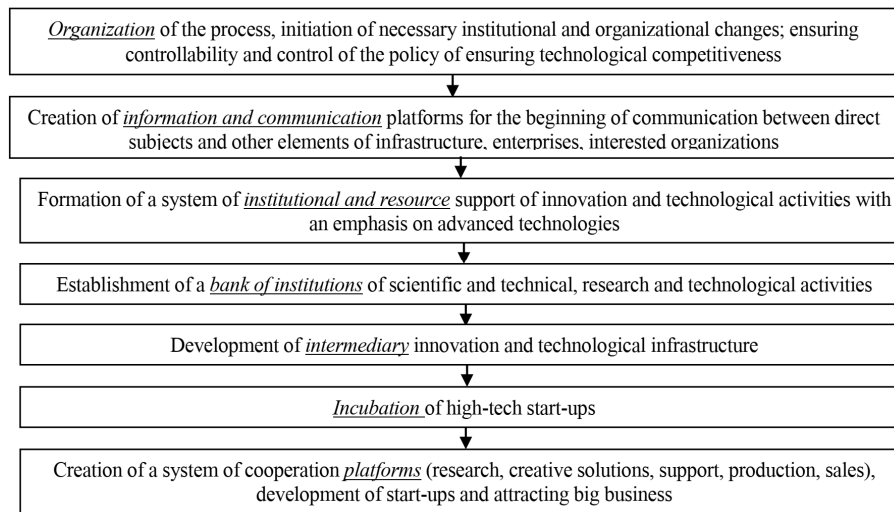 Organization of the process, initiation of necessary institutional and organizational changes; ensuring
controllability and control of the policy of ensuring technological competitiveness
Creation of information and communication platforms for the beginning of communication between direct
subjects and other elements of infrastructure, enterprises, interested organizations
Formation of a system of institutional and resource support of innovation and technological activities with
an emphasis on advanced technologies
Establishment of a bank of institutions of scientific and technical, research and technological activities
Development of intermediary innovation and technological infrastructure
Incubation of high-tech start-ups
Creation of a system of cooperation platforms (research, creative solutions, support, production, sales),
development of start-ups and attracting big business